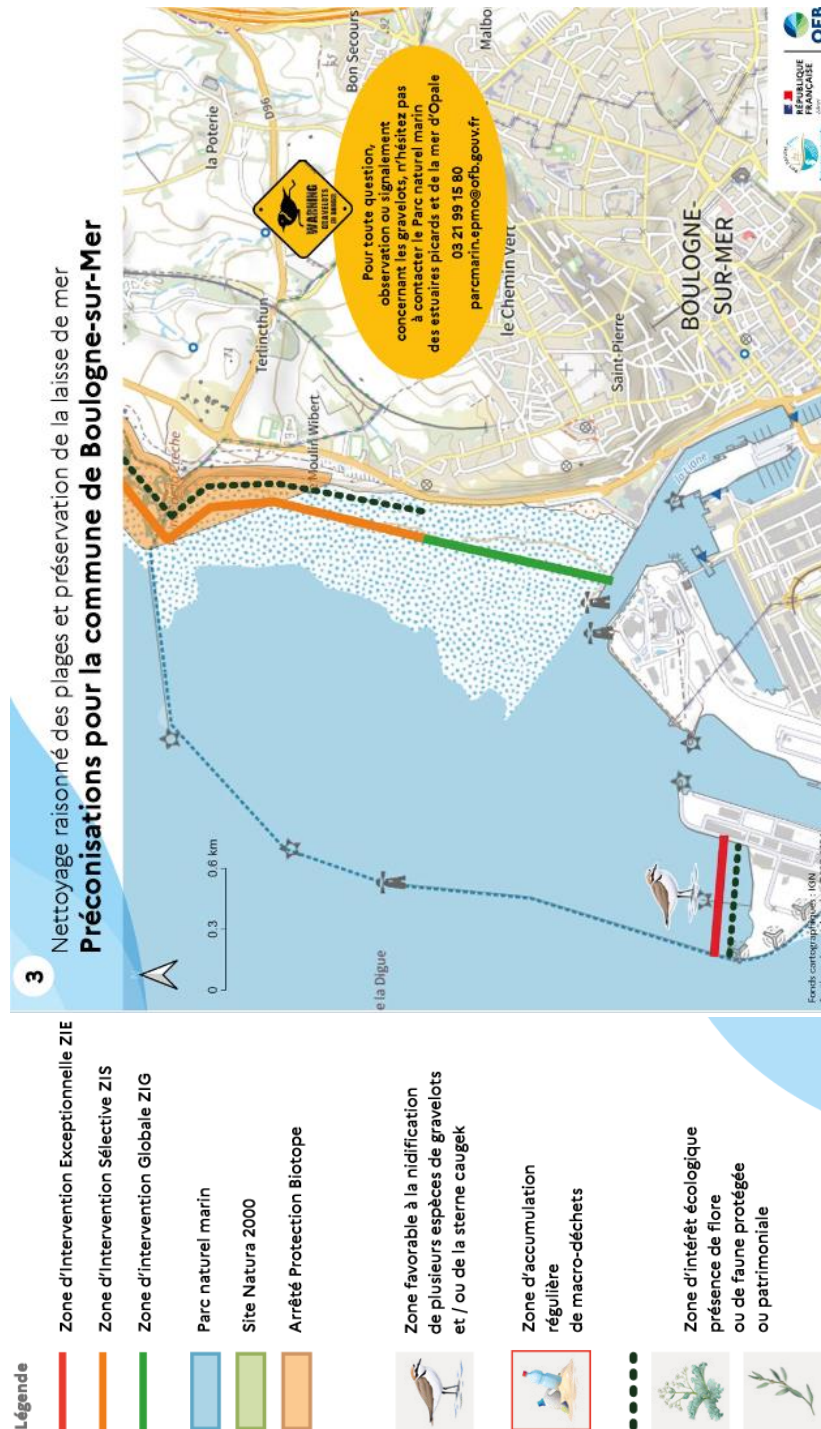 3
Nettoyage raisonné des plages et préservation de la laisse de mer
Préconisations pour la commune de Boulogne-sur-Mer
la Poterie
D96
Bon Secours
Malbo
Terlincthun
71
Moulin Wibert
Crèche
WARNING
GRAVELOTS
Pour toute question,
observation ou signalement
concernant les gravelots, n'hésitez pas
à contacter le Parc naturel marin
des estuaires picards et de la mer d'Opale
03 21 99 15 80
parcmarin.epmo@ofb.gouv.fr
le Chemin Vert
Saint-Pierre
BOULOGNE-
SUR-MER
la Liane
0
0.3
0.6 km
e la Digue
Fonds cartographiques : IGN
RÉPUBLIQUE
FRANÇAISE
OFB
Légende
Zone d'Intervention Exceptionnelle ZIE
Zone d'Intervention Sélective ZIS
Zone d'intervention Globale ZIG
Parc naturel marin
Site Natura 2000
Arrêté Protection Biotope
Zone favorable à la nidification
de plusieurs espèces de gravelots
et / ou de la sterne caugek
Zone d'accumulation
régulière
de macro-déchets
Zone d'intérêt écologique
présence de flore
ou de faune protégée
ou patrimoniale